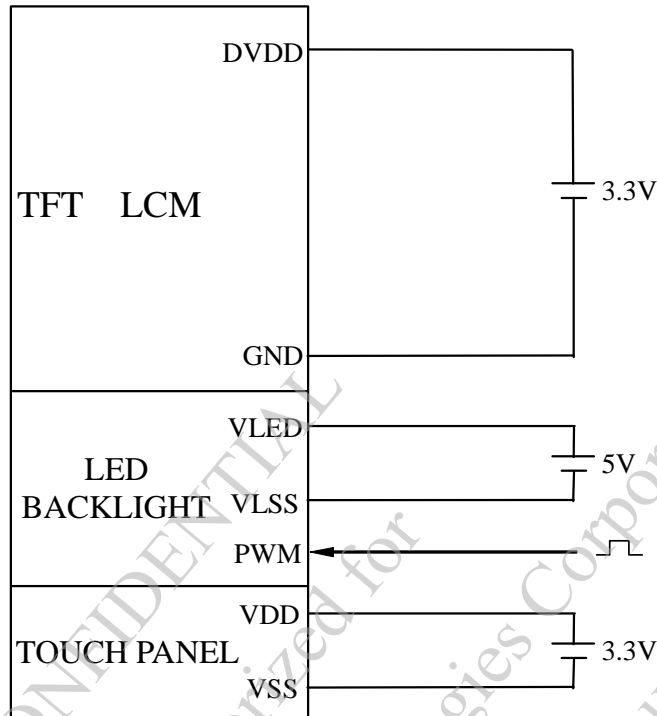 DVDD
3.3V
TFT LCM
GND
VLED
LED
5V
BACKLIGHT
VLSS
PWM
VDD
TOUCH PANEL
3.3V
VSS